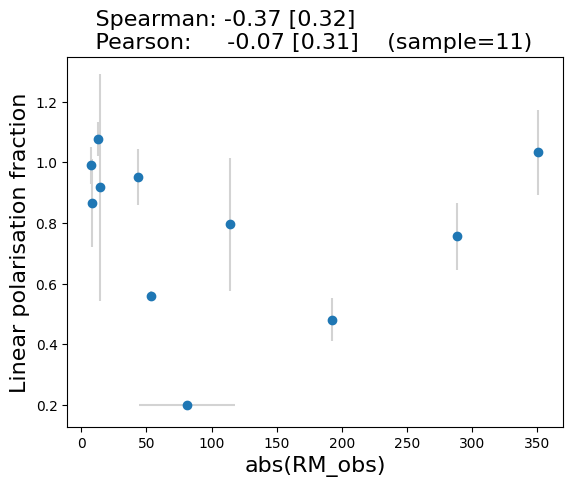 Spearman: -0.37 [0.32]
Pearson: -0.07 [0.31] (sample=11)
1.2
1.0
0.8
0.6
0.4
0.2
Linear polarisation fraction
0 50 100 150 200 250 300 350
abs(RM_obs)